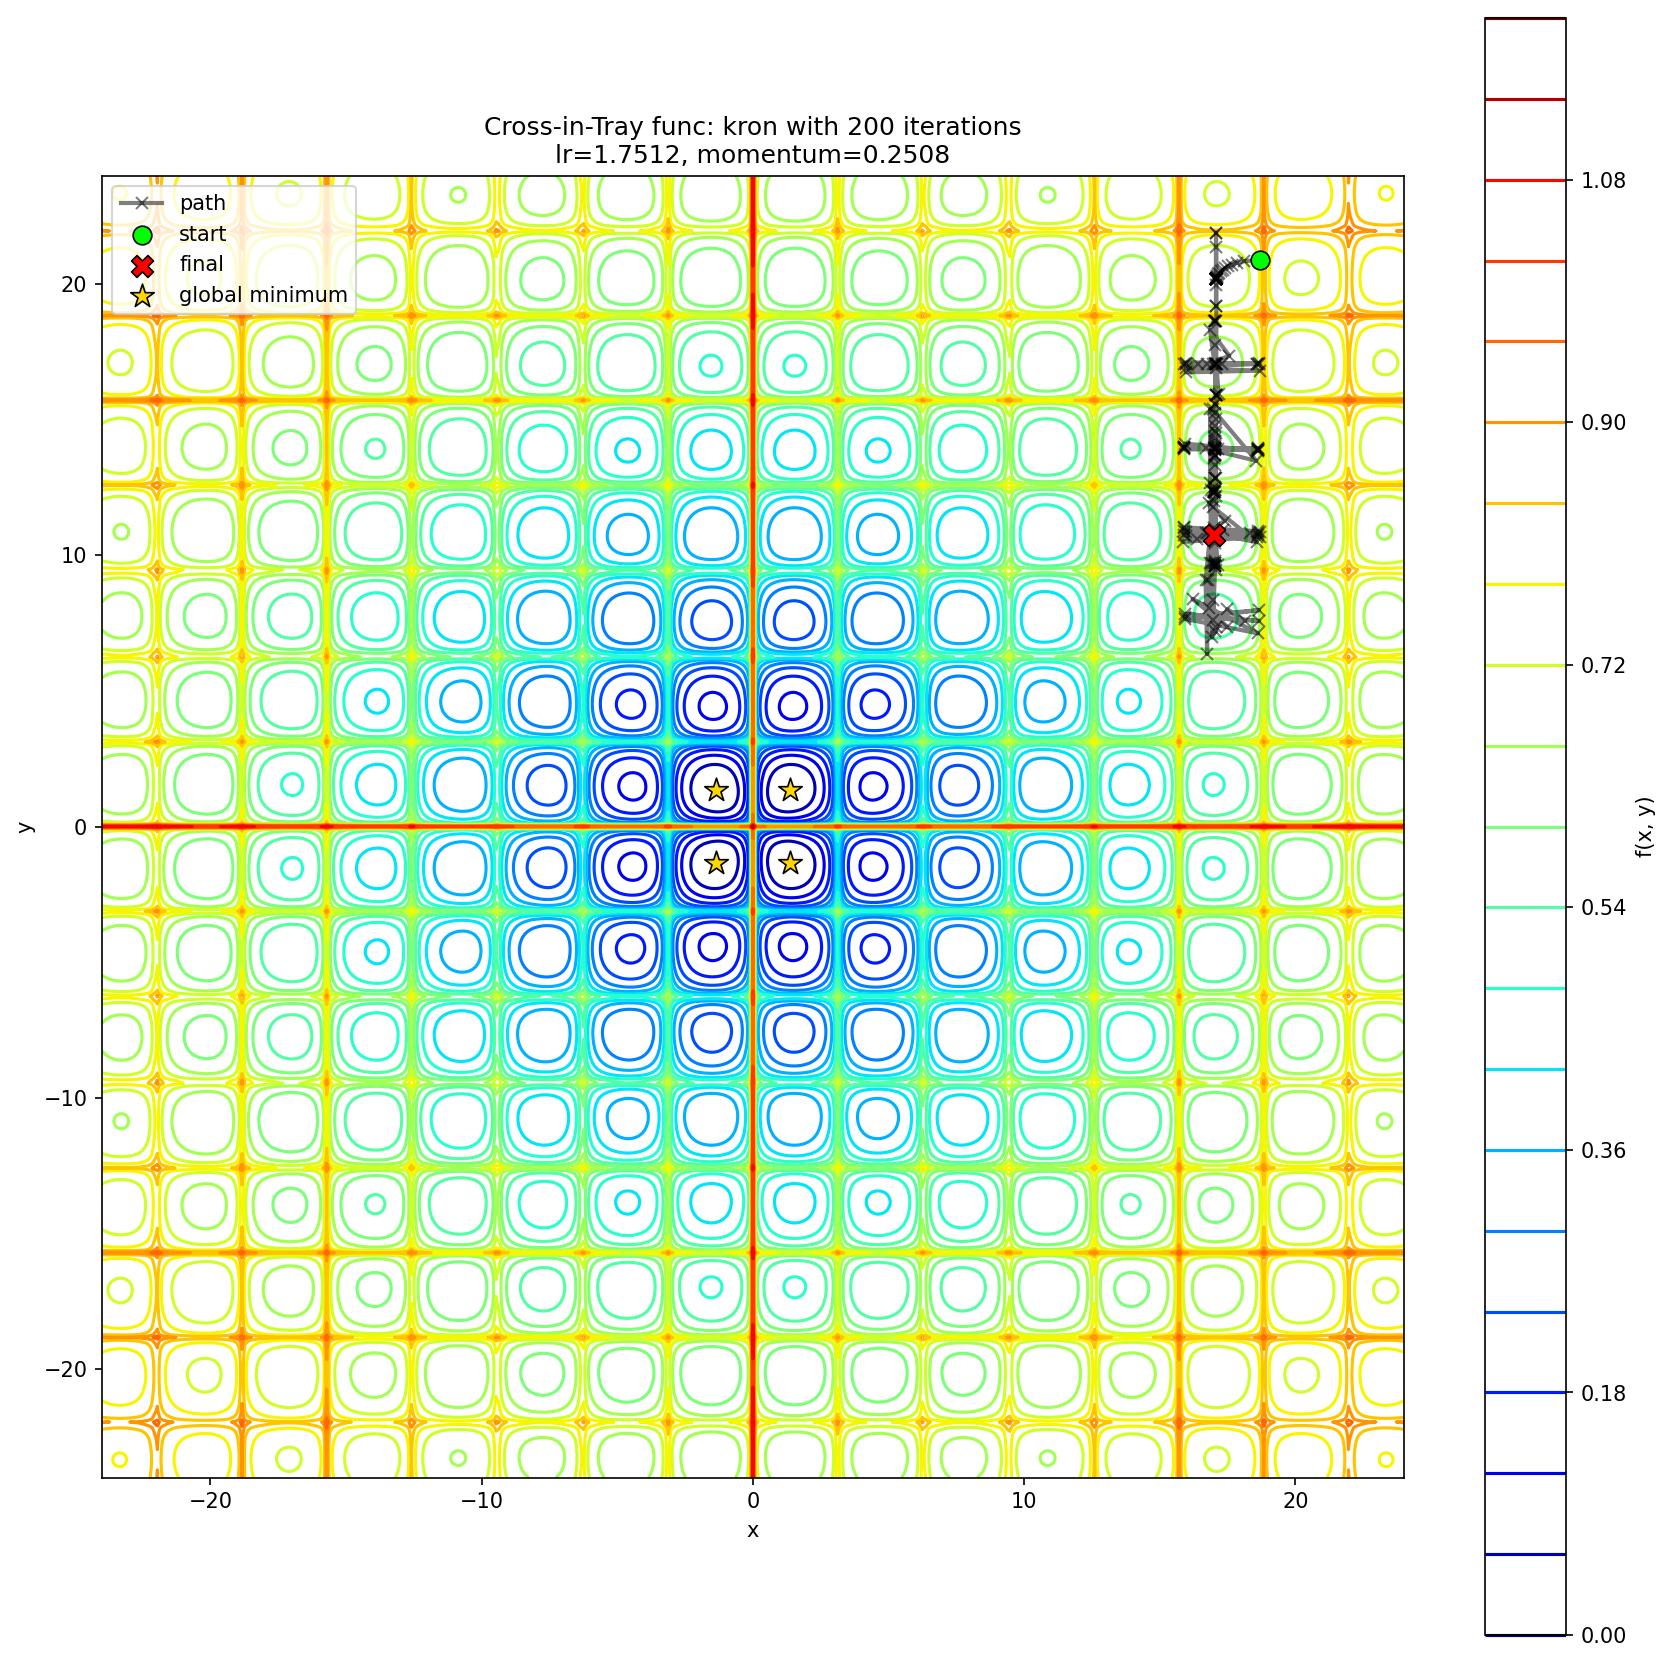 Cross-in-Tray func: kron with 200 iterations
lr=1.7512, momentum=0.2508
path
start
final
global minimum
20
10
0
−10
−20
y
−20
−10
0
10
20
x
1.08
0.90
0.72
0.54
0.36
0.18
0.00
f(x, y)